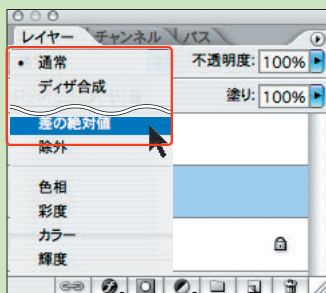 レイヤー チャンネル パス
通常 不透明度: 100%
ディザ合成 塗り: 100%
差の絶対値
除外
色相
彩度
カラー
輝度